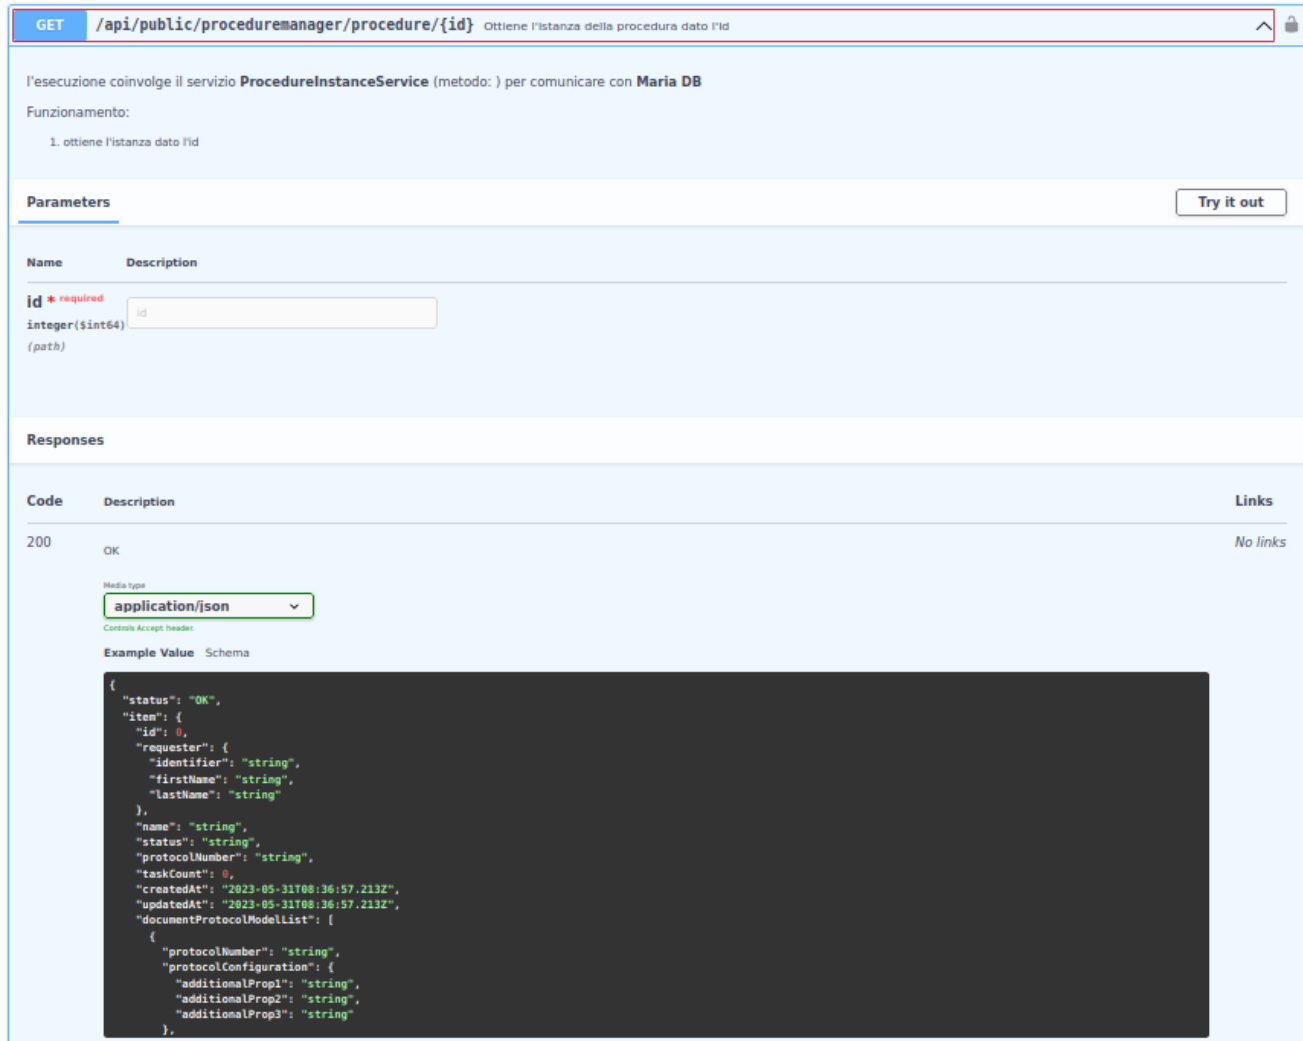 GET /api/public/proceduremanager/procedure/{id} Ottiene l'istanza della procedura dato l'id
l'esecuzione coinvolge il servizio ProcedureInstanceService (metodo: ) per comunicare con Maria DB
Funzionamento:
1. ottiene l'istanza dato l'id
Parameters
Try it out
Name Description
id * required
integer($int64)
(path)
id
Responses
Code Description Links
200 OK No links
Media type
application/json
Controls Accept header.
Example Value Schema
{
"status": "OK",
"item": {
"id": 0,
"requester": {
"identifier": "string",
"firstName": "string",
"lastName": "string"
},
"name": "string",
"status": "string",
"protocolNumber": "string",
"taskCount": 0,
"createdAt": "2023-05-31T08:36:57.213Z",
"updatedAt": "2023-05-31T08:36:57.213Z",
"documentProtocolModelList": [
{
"protocolNumber": "string",
"protocolConfiguration": {
"additionalProp1": "string",
"additionalProp2": "string",
"additionalProp3": "string"
},